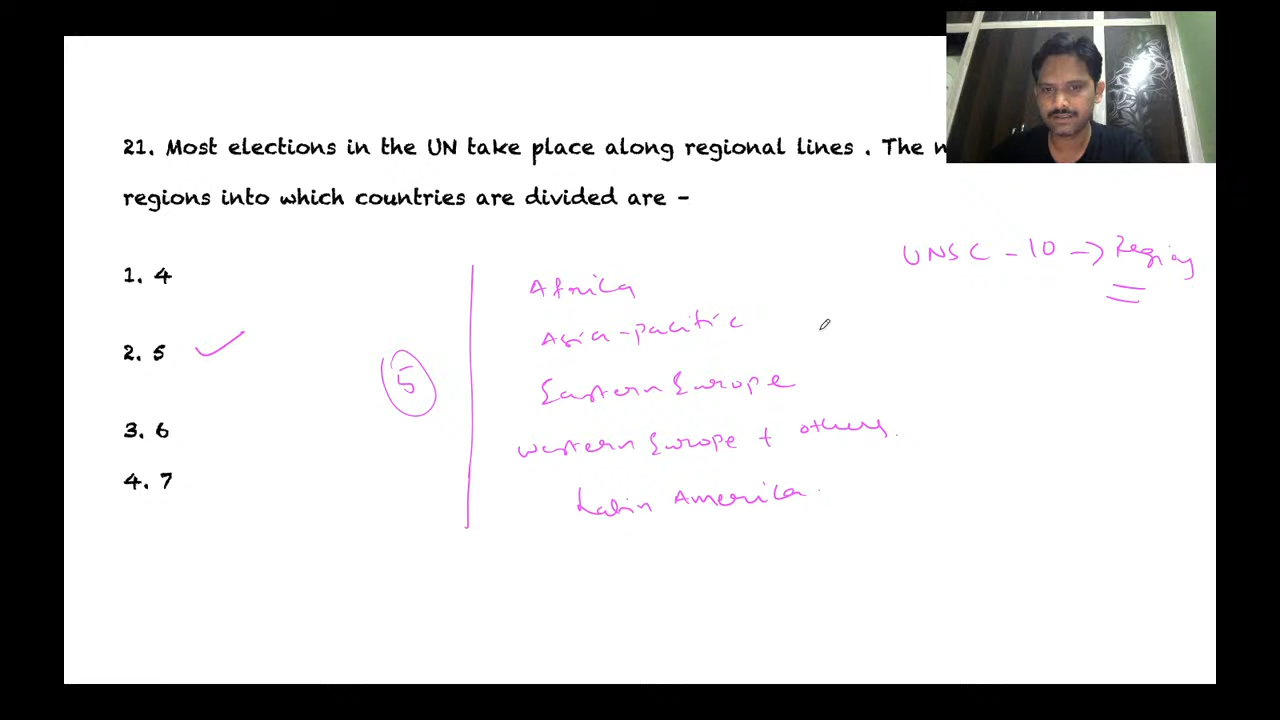 21. Most elections in the UN take place along regional lines . The
regions into which countries are divided are -
UNSC - 10 -> Region
1. 4
Africa
Asia-pacific
2. 5
5
Eastern Europe
3. 6
Western Europe + others.
4. 7
Latin America.